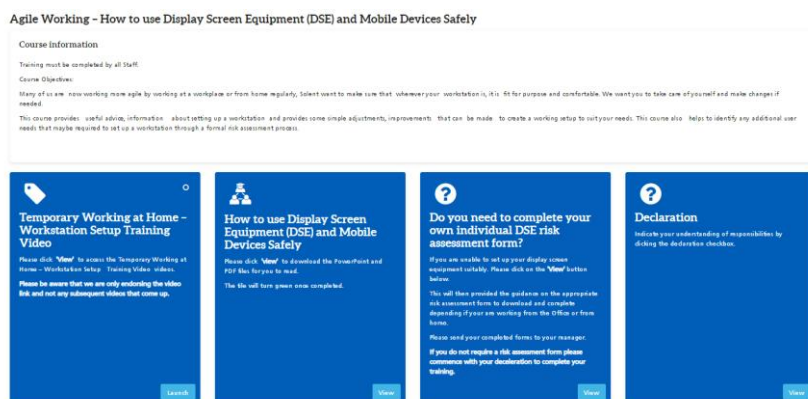 Agile Working – How to use Display Screen Equipment (DSE) and Mobile Devices Safely
Course information
Training must be completed by all Staff.
Course Objectives:
Many of us are now working more agile by working at a workplace or from home regularly, Solent want to make sure that wherever your workstation is, it is fit for purpose and comfortable. We want you to take care of yourself and make changes if
needed.
This course provides useful advice, information about setting up a workstation and provides some simple adjustments, improvements that can be made to create a working setup to suit your needs. This course also helps to identify any additional user
needs that maybe required to set up a workstation through a formal risk assessment process
Temporary Working at Home –
Workstation Setup Training
Video
Please click 'View' to access the Temporary Working at
Home – Workstation Setup Training Video videos.
Please be aware that we are only endorsing the video
link and not any subsequent videos that come up.
Launch
How to use Display Screen
Equipment (DSE) and Mobile
Devices Safely
Please click 'view' to download the PowerPoint and
PDF files for you to read.
The tile will turn green once completed.
View
Do you need to complete your
own individual DSE risk
assessment form?
If you are unable to set up your display screen
equipment suitably. Please click on the 'View' button
below.
This will then provided the guidance on the appropriate
risk assessment form to download and complete
depending if your are working from the Office or from
home.
Please send your completed forms to your manager.
If you do not require a risk assessment form please
commence with your deceleration to complete your
training.
View
Declaration
Indicate your understanding of responsibilities by
clicking the declaration checkbox.
View